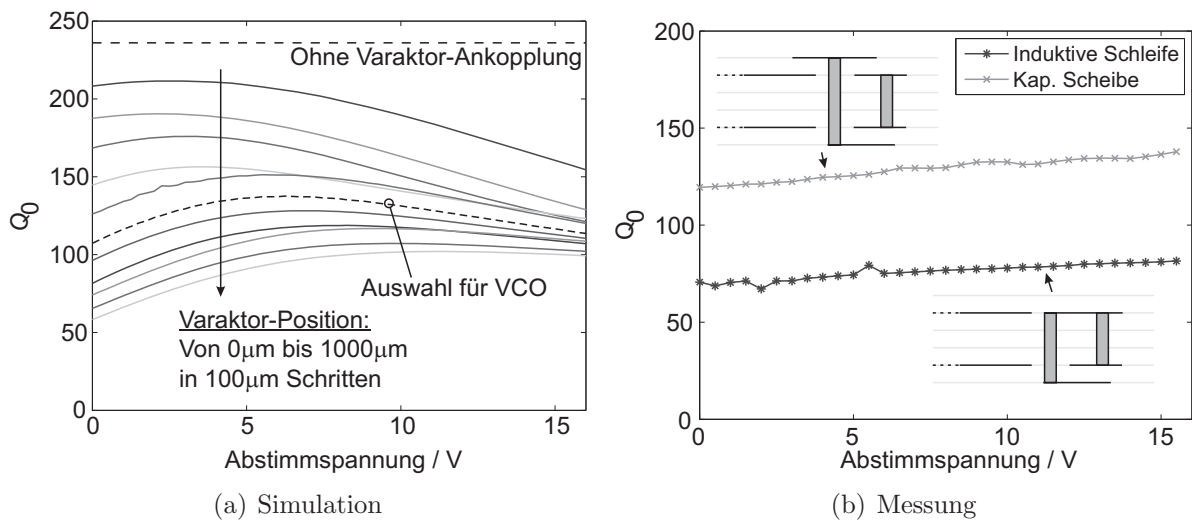 250
200
150
100
50
0
Q0
0
5
10
15
Abstimmspannung / V
Ohne Varaktor-Ankopplung
Auswahl für VCO
Varaktor-Position:
Von 0µm bis 1000µm
in 100µm Schritten
(a) Simulation
200
150
100
50
0
Q0
0
5
10
15
Abstimmspannung / V
Induktive Schleife
Kap. Scheibe
(b) Messung